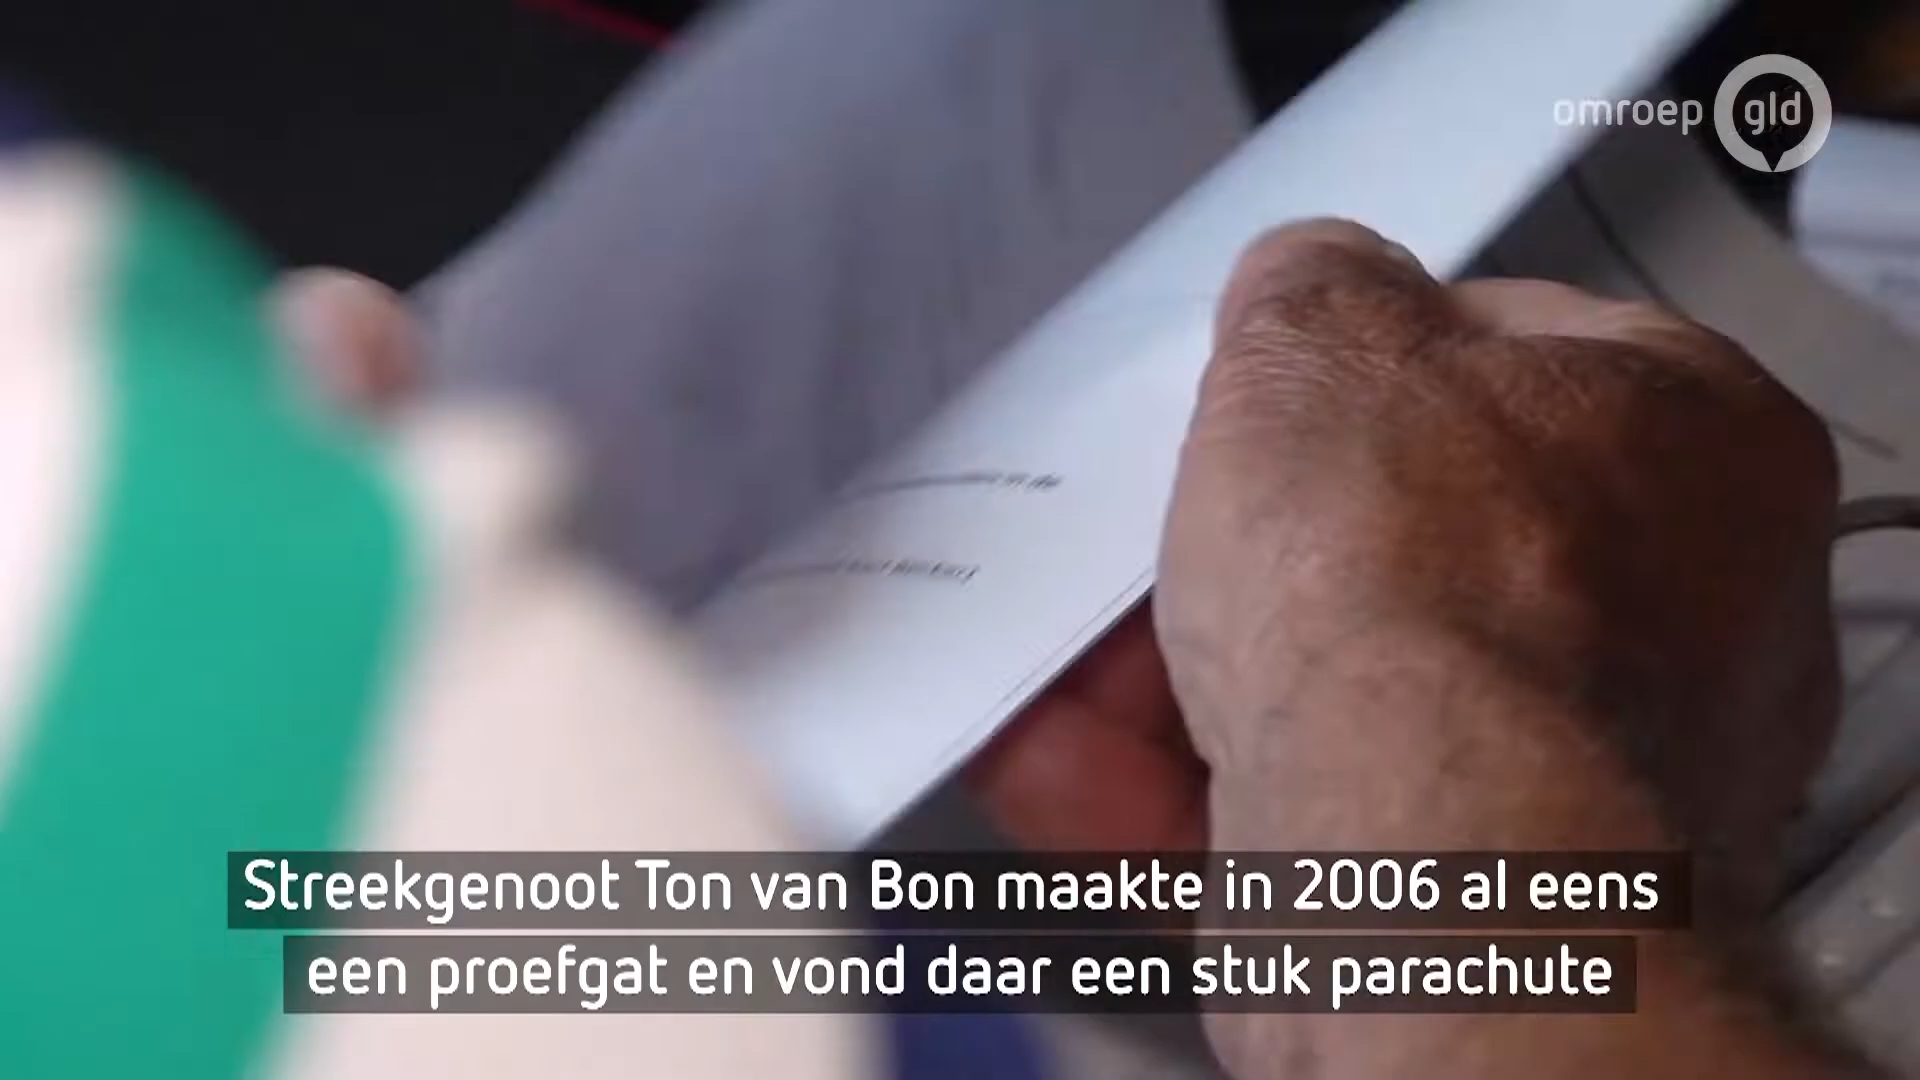 omroep gld
Streekgenoot Ton van Bon maakte in 2006 al eens
een proefgat en vond daar een stuk parachute